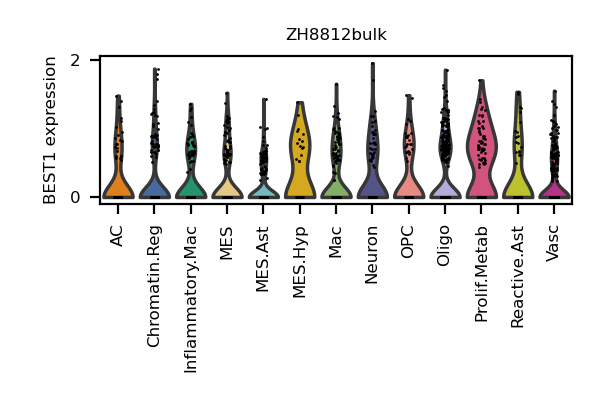 ZH8812bulk
BEST1 expression
2
0
AC
Chromatin.Reg
Inflammatory.Mac
MES
MES.Ast
MES.Hyp
Mac
Neuron
OPC
Oligo
Prolif.Metab
Reactive.Ast
Vasc